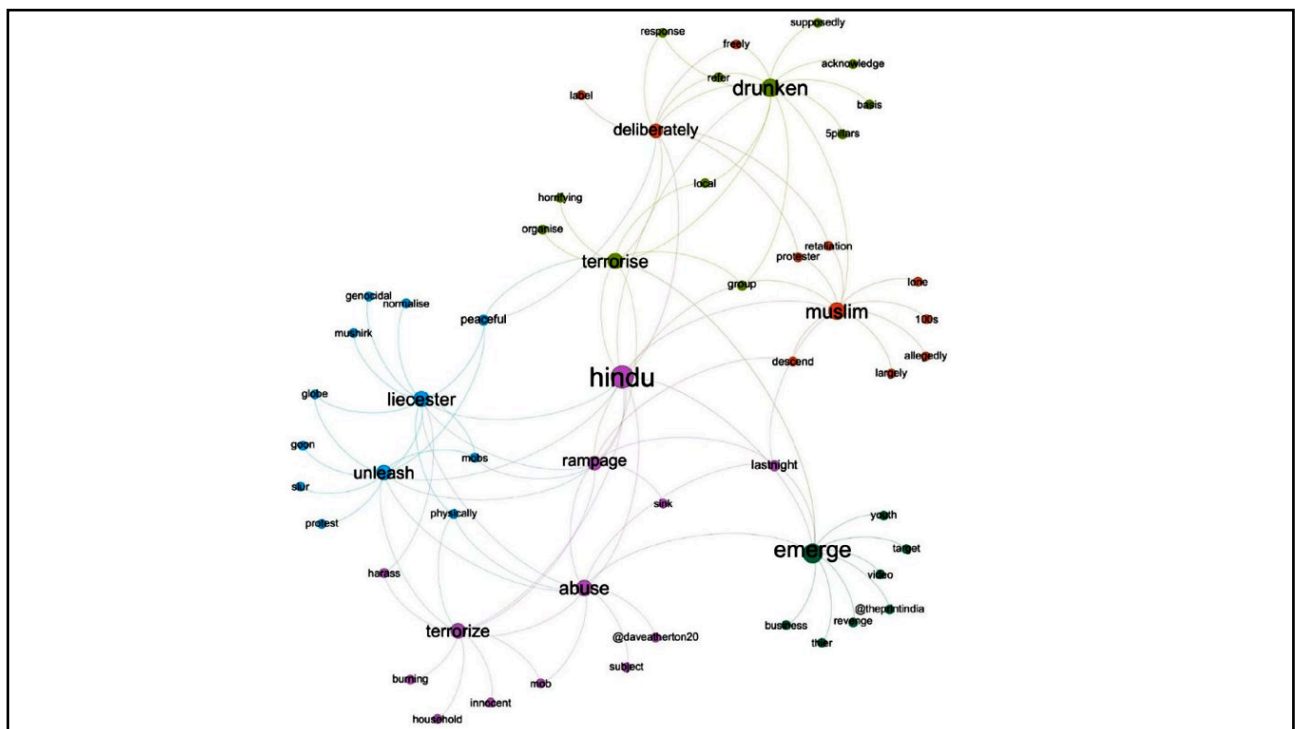 supposedly
response
freely
acknowledge
refer
drunken
label
basis
deliberately
5pillars
local
horrifying
organise
retaliation
protester
terrorise
group
lone
genocidal
normalise
muslim
100s
peaceful
mushirk
allegedly
descend
largely
hindu
globe
liecester
goon
mobs
rampage
lastnight
unleash
slur
sink
physically
protest
youth
emerge
target
harass
video
abuse
@theprintindia
revenge
business
terrorize
@daveatherton20
thier
subject
burning
mob
innocent
household